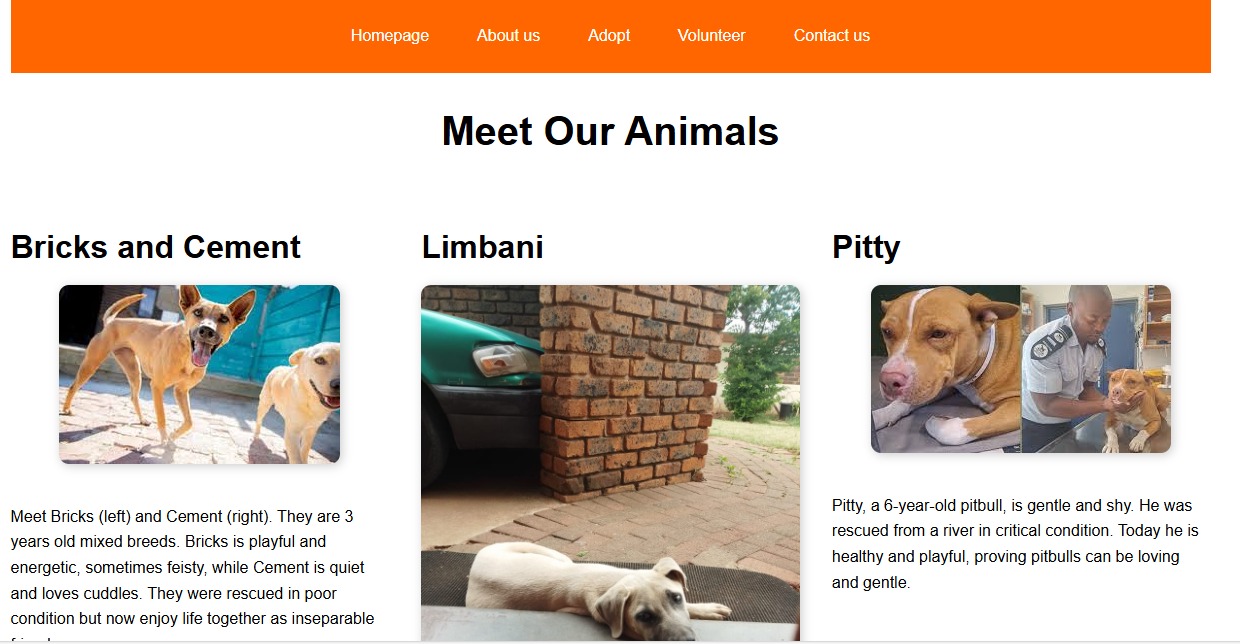 Homepage About us Adopt Volunteer Contact us
Meet Our Animals
Bricks and Cement
Meet Bricks (left) and Cement (right). They are 3
years old mixed breeds. Bricks is playful and
energetic, sometimes feisty, while Cement is quiet
and loves cuddles. They were rescued in poor
condition but now enjoy life together as inseparable
Limbani
Pitty
Pitty, a 6-year-old pitbull, is gentle and shy. He was
rescued from a river in critical condition. Today he is
healthy and playful, proving pitbulls can be loving
and gentle.